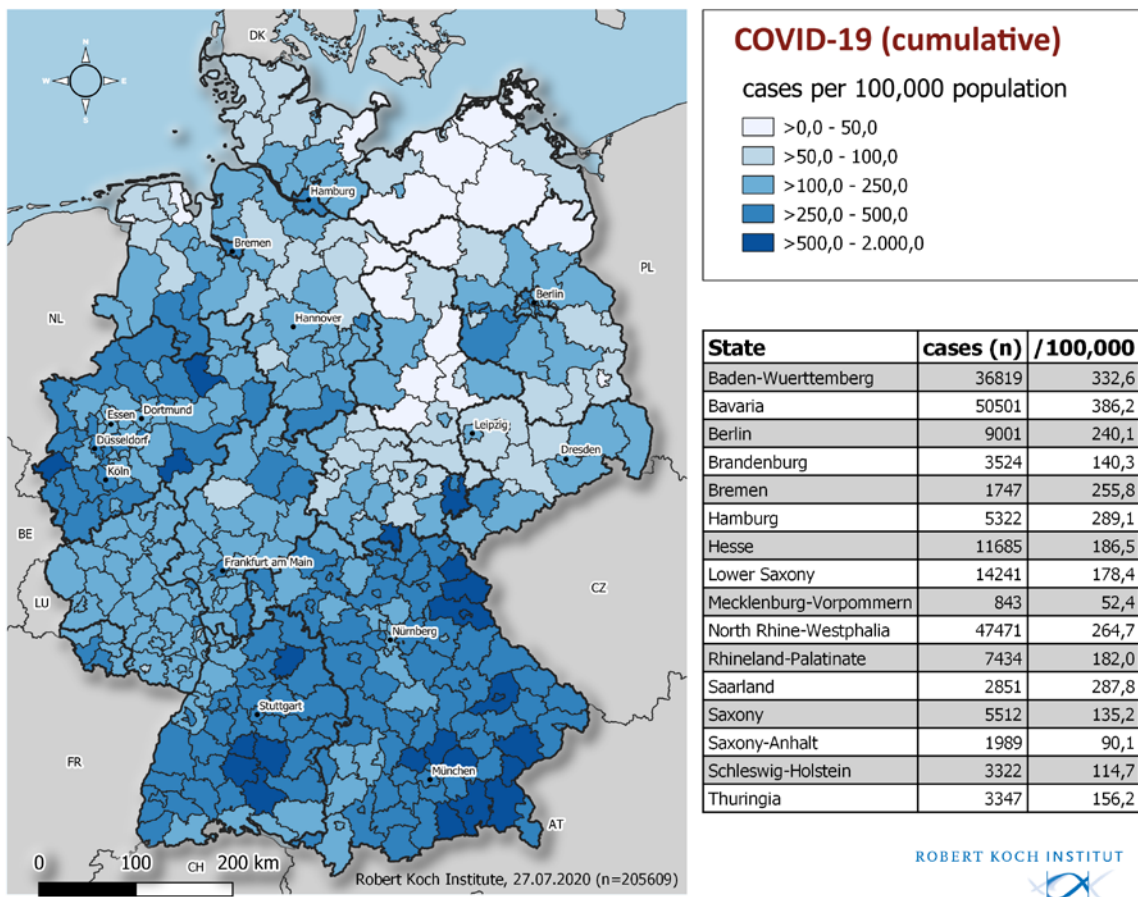 N
W E
S
DK
Hamburg
Bremen
PL
Berlin
NL
Hannover
Essen
Dortmund
Düsseldorf
Leipzig
Köln
Dresden
BE
Frankfurt am Main
LU
CZ
Nürnberg
Stuttgart
FR
München
AT
CH
0 100 200 km
Robert Koch Institute, 27.07.2020 (n=205609)
COVID-19 (cumulative)
cases per 100,000 population
>0,0 - 50,0
>50,0 - 100,0
>100,0 - 250,0
>250,0 - 500,0
>500,0 - 2.000,0
State cases (n) /100,000
Baden-Wuerttemberg 36819 332,6
Bavaria 50501 386,2
Berlin 9001 240,1
Brandenburg 3524 140,3
Bremen 1747 255,8
Hamburg 5322 289,1
Hesse 11685 186,5
Lower Saxony 14241 178,4
Mecklenburg-Vorpommern 843 52,4
North Rhine-Westphalia 47471 264,7
Rhineland-Palatinate 7434 182,0
Saarland 2851 287,8
Saxony 5512 135,2
Saxony-Anhalt 1989 90,1
Schleswig-Holstein 3322 114,7
Thuringia 3347 156,2
ROBERT KOCH INSTITUT